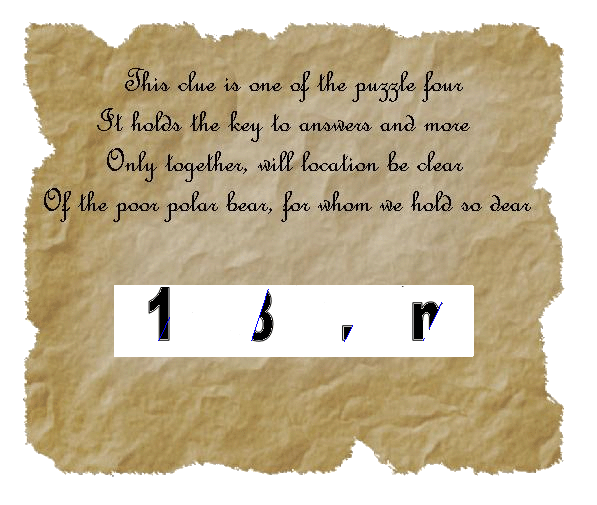 This clue is one of the puzzle four
It holds the key to answers and more
Only together, will location be clear
Of the poor polar bear, for whom we hold so dear
1